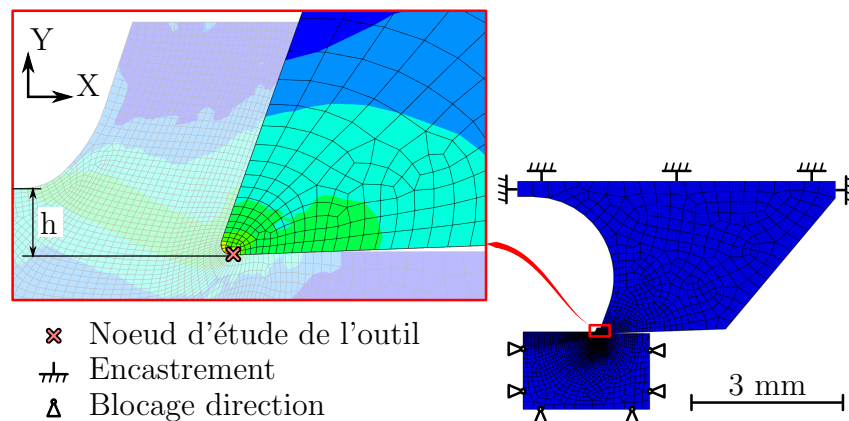 Y
X
h
Noeud d'étude de l'outil
Encastrement
Blocage direction
3 mm